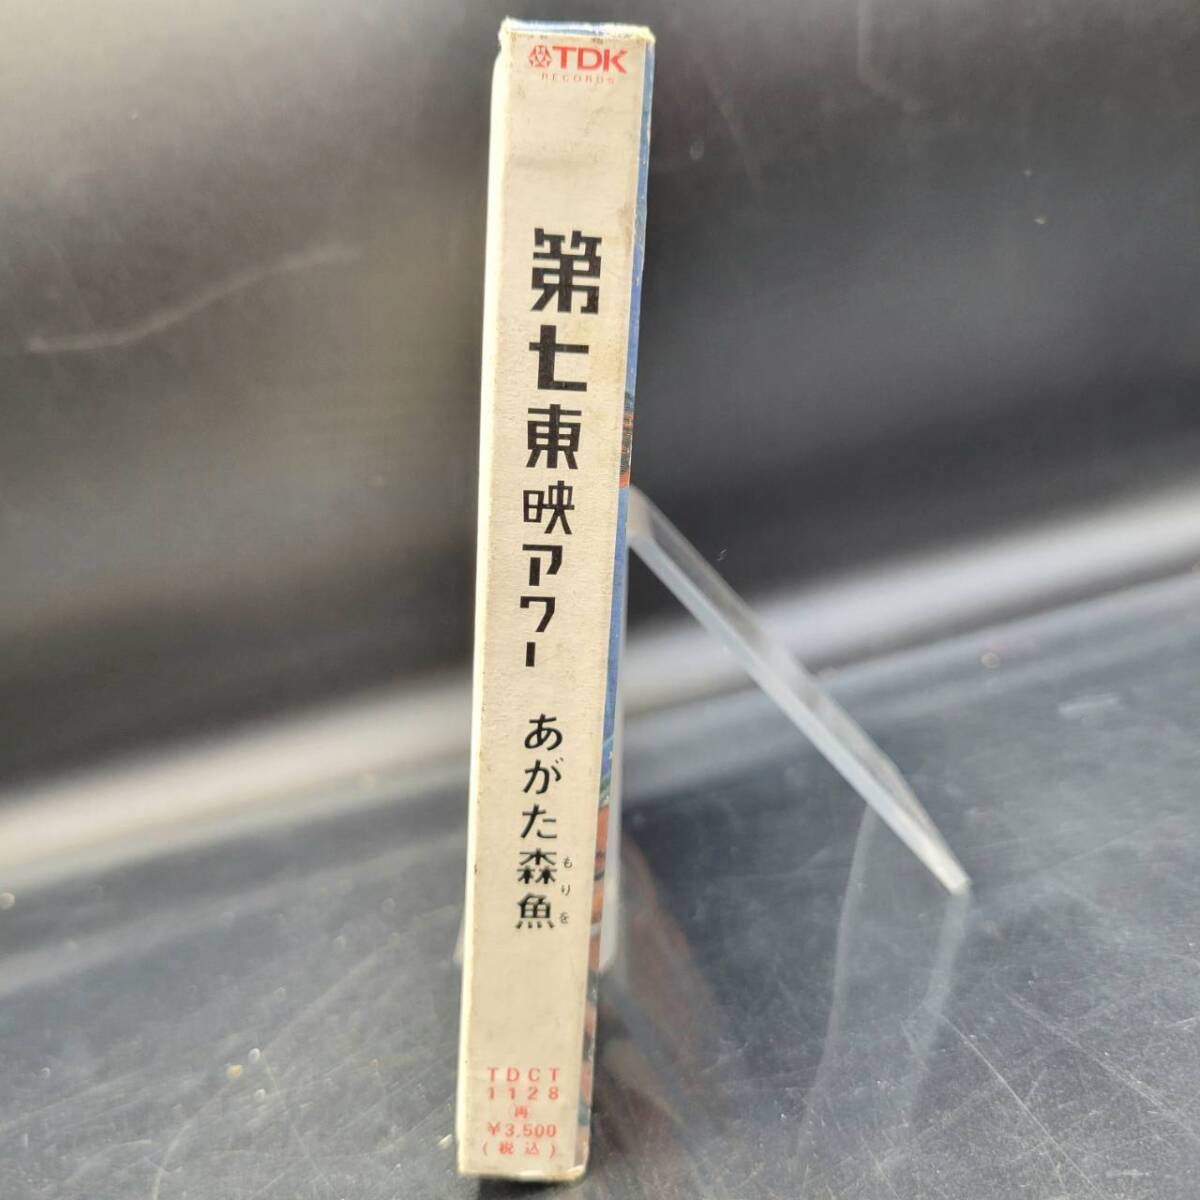 TDK
RECORDS
第七東映アワー
あがた森魚
もりを
TDCT
1128
再
¥3,500
(税込)